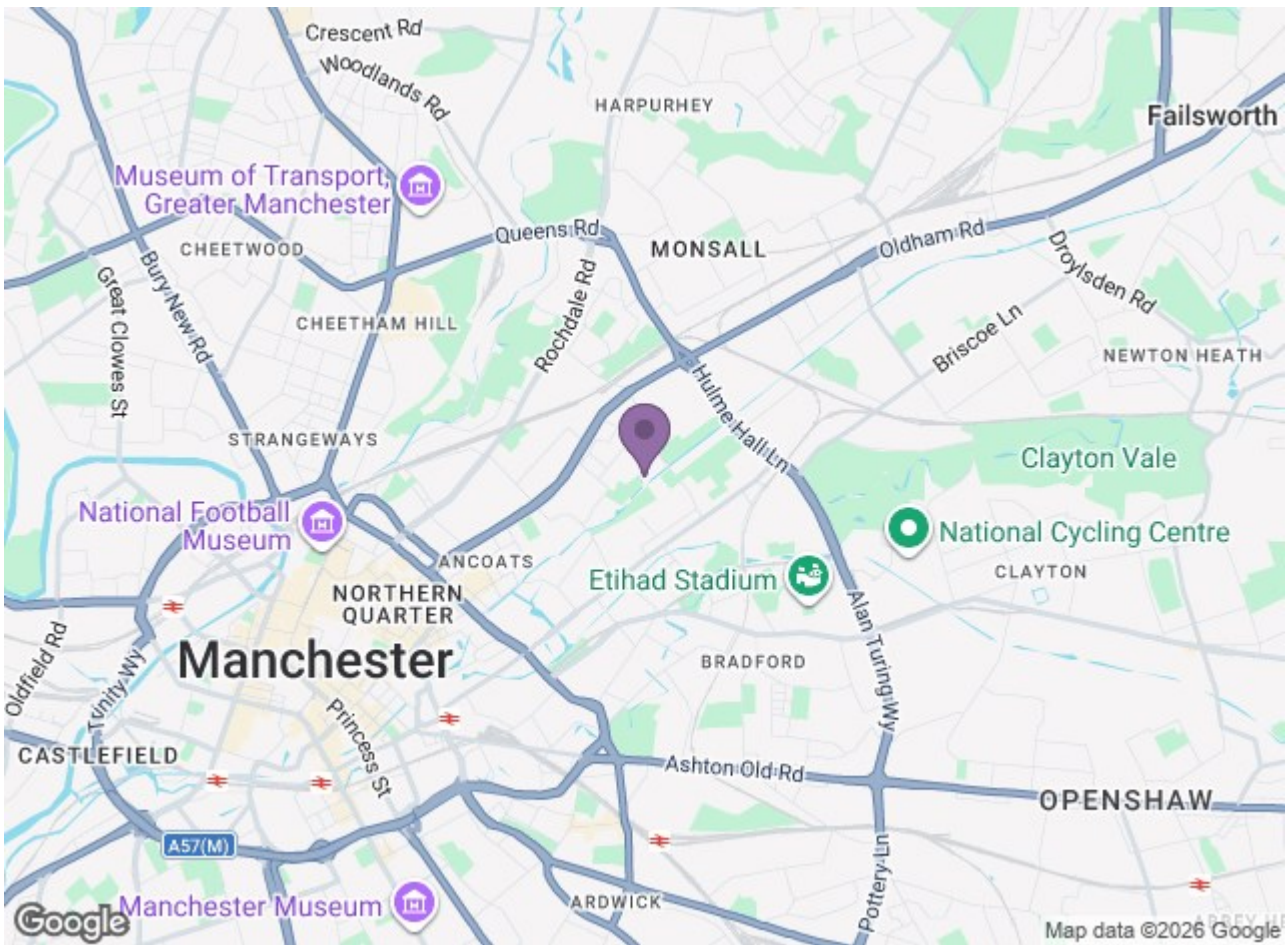 Crescent Rd
Woodlands Rd
HARPURHEY
Failsworth
Museum of Transport,
Greater Manchester
CHEETWOOD
Queens Rd
MONSALL
Oldham Rd
Droylsden Rd
Bury New Rd
Great Clowes St
Rochdale Rd
CHEETHAM HILL
Briscoe Ln
NEWTON HEATH
Hulme Hall Ln
STRANGEWAYS
Clayton Vale
National Football
Museum
National Cycling Centre
ANCOATS
Etihad Stadium
CLAYTON
NORTHERN
QUARTER
Alan Turing Wy
Manchester
BRADFORD
Oldfield Rd
Trinity Wy
Princess St
CASTLEFIELD
Ashton Old Rd
OPENSHAW
A57(M)
Pottery Ln
Manchester Museum
ARDWICK
Google
Map data ©2026 Google